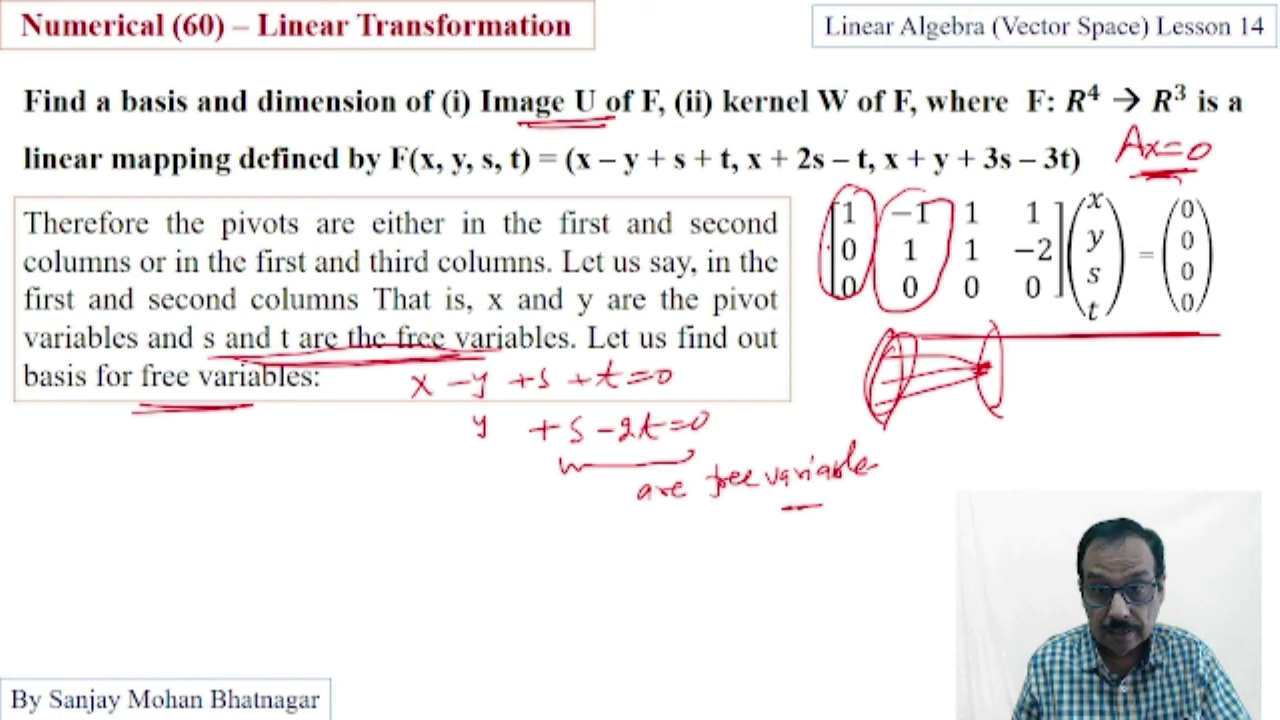 Numerical (60) – Linear Transformation
Linear Algebra (Vector Space) Lesson 14
Find a basis and dimension of (i) Image U of F, (ii) kernel W of F, where F: R⁴ → R³ is a
linear mapping defined by F(x, y, s, t) = (x – y + s + t, x + 2s – t, x + y + 3s – 3t)
Ax=0
Therefore the pivots are either in the first and second
columns or in the first and third columns. Let us say, in the
first and second columns That is, x and y are the pivot
variables and s and t are the free variables. Let us find out
basis for free variables:
1 −1 1 1 x 0
0 1 1 −2 y = 0
0 0 0 0 s 0
t 0
x - y + s + t = 0
y + s - 2t = 0
are free variable
By Sanjay Mohan Bhatnagar